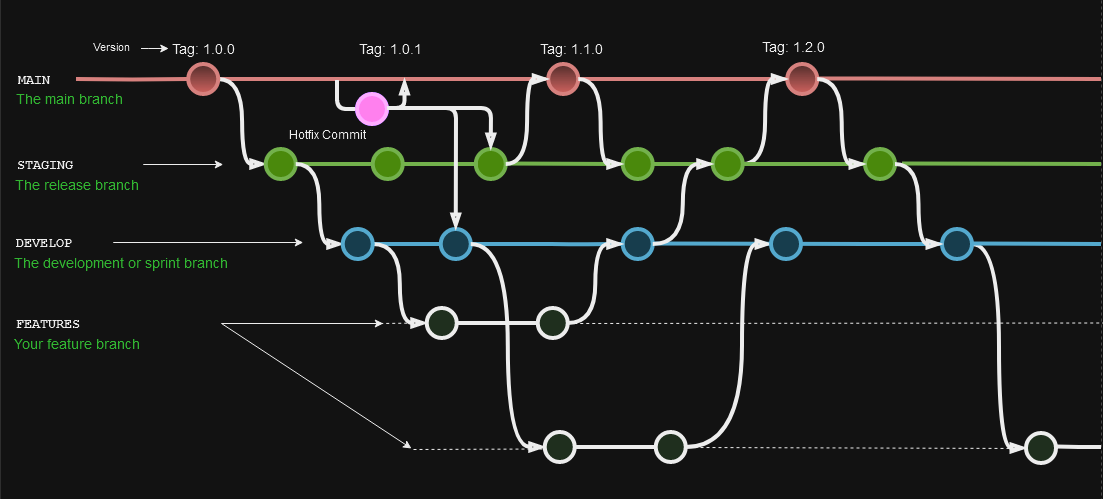 Version
Tag: 1.0.0
Tag: 1.0.1
Tag: 1.1.0
Tag: 1.2.0
MAIN
The main branch
Hotfix Commit
STAGING
The release branch
DEVELOP
The development or sprint branch
FEATURES
Your feature branch